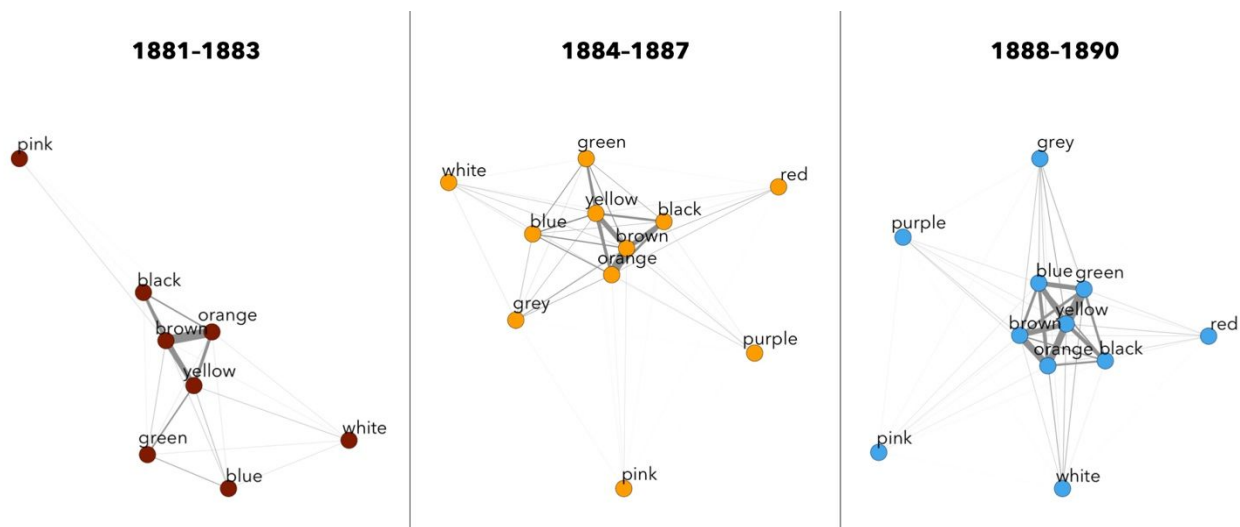 1881–1883
pink
black
orange
brown
yellow
white
green
blue
1884–1887
green
white
red
yellow
black
blue
brown
orange
grey
purple
pink
1888–1890
grey
purple
blue
green
yellow
brown
red
orange
black
pink
white